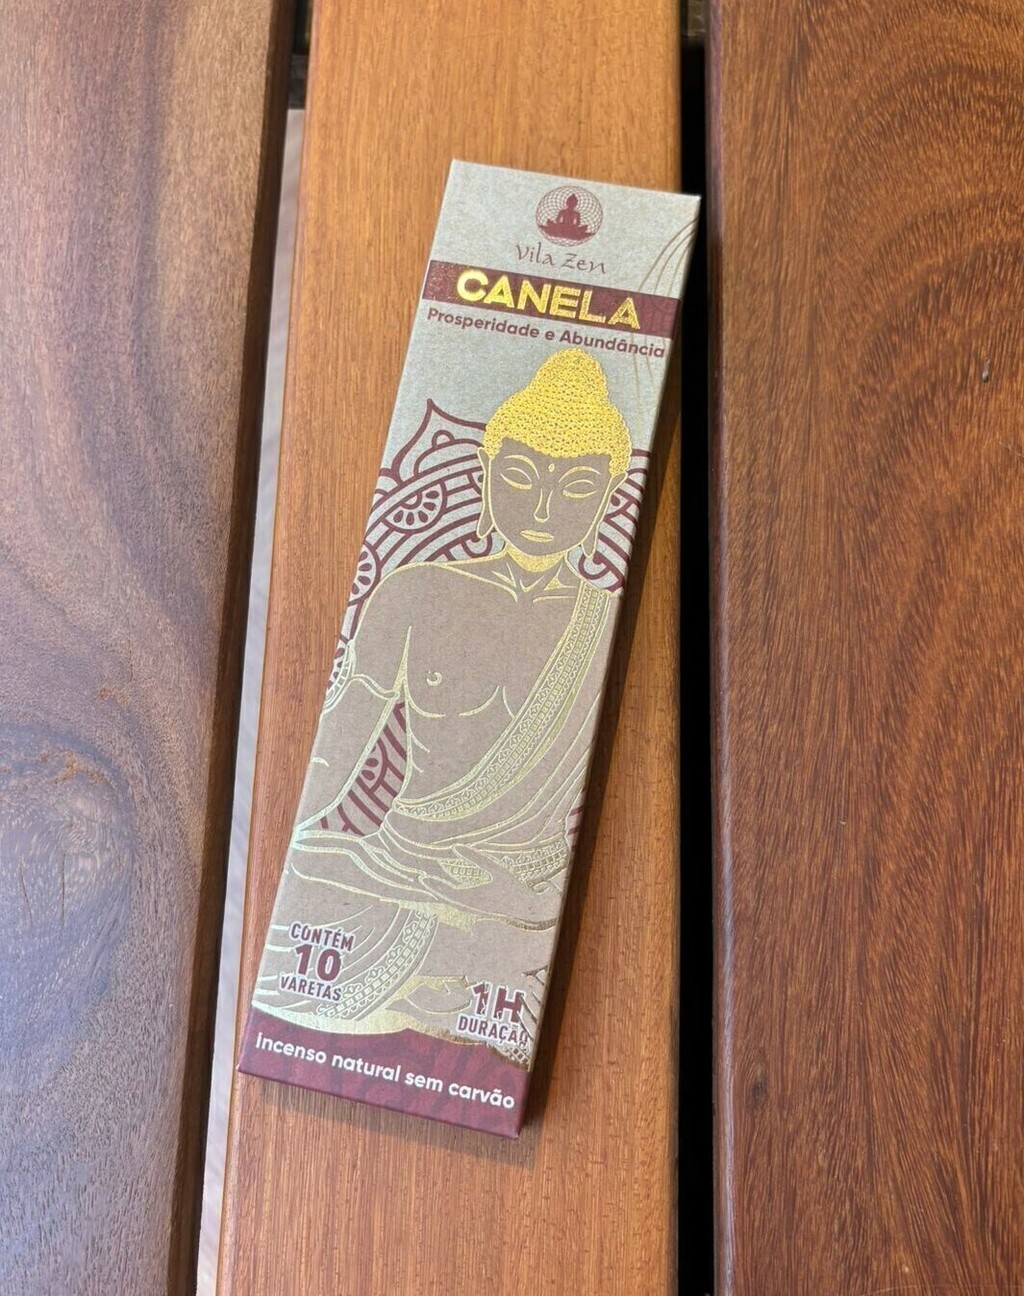 Vila Zen
CANELA
Prosperidade e Abundância
CONTÉM
10
VARETAS
1H
DURAÇÃO
Incenso natural sem carvão